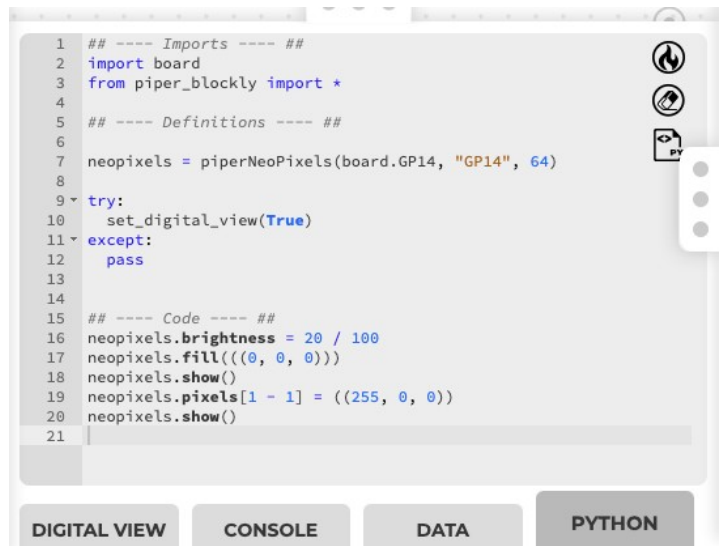 1 ## ---- Imports ---- ##
2 import board
3 from piper_blockly import *
4
5 ## ---- Definitions ---- ##
6
7 neopixels = piperNeoPixels(board.GP14, "GP14", 64)
8
9 try:
10 set_digital_view(True)
11 except:
12 pass
13
14
15 ## ---- Code ---- ##
16 neopixels.brightness = 20 / 100
17 neopixels.fill(((0, 0, 0)))
18 neopixels.show()
19 neopixels.pixels[1 - 1] = ((255, 0, 0))
20 neopixels.show()
21
<> PY
DIGITAL VIEW CONSOLE DATA PYTHON